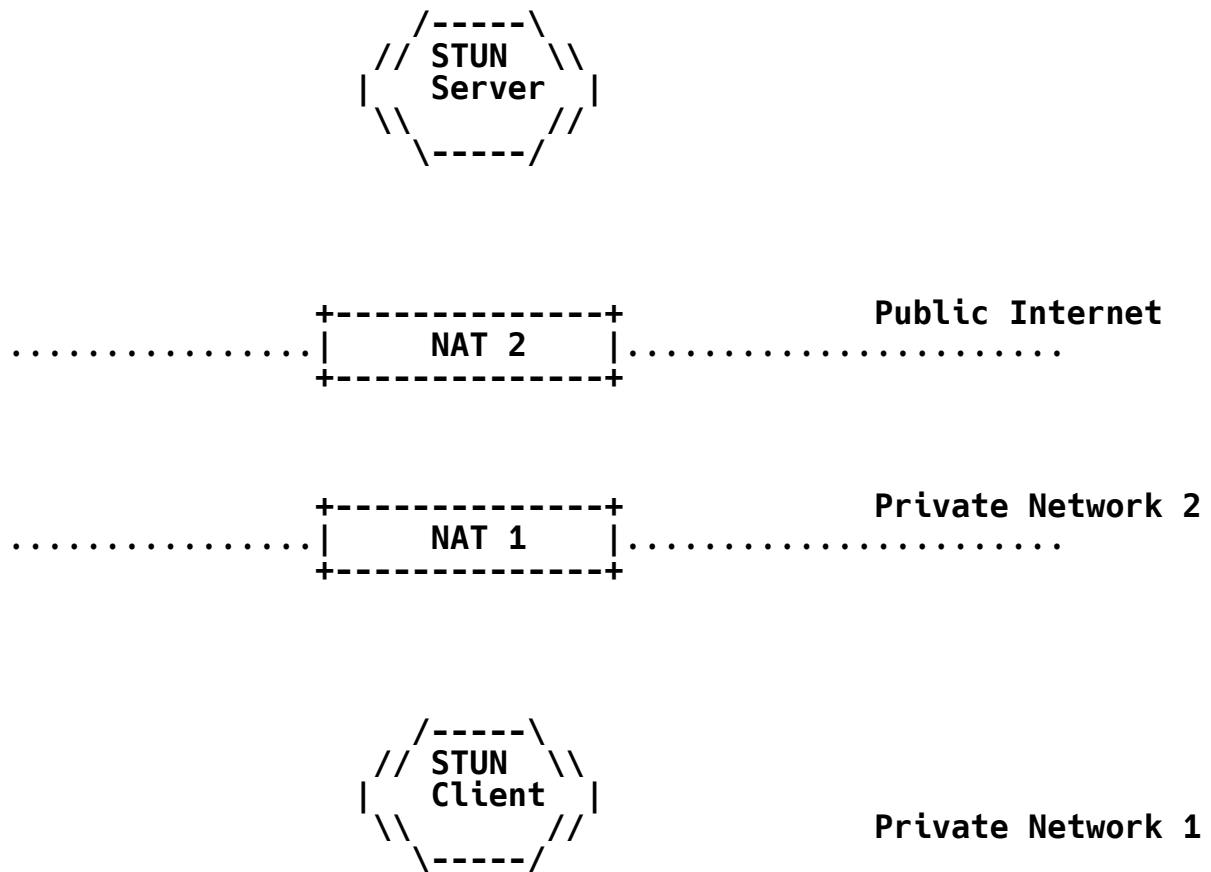 /-----\
// STUN \\
| Server |
\\ //
\-----/
+--------------+ Public Internet
................| NAT 2 |.......................
+--------------+
+--------------+ Private Network 2
................| NAT 1 |.......................
+--------------+
/-----\
// STUN \\
| Client |
\\ // Private Network 1
\-----/